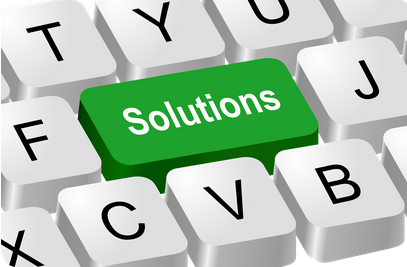 T Y U
F Solutions J
X C V B